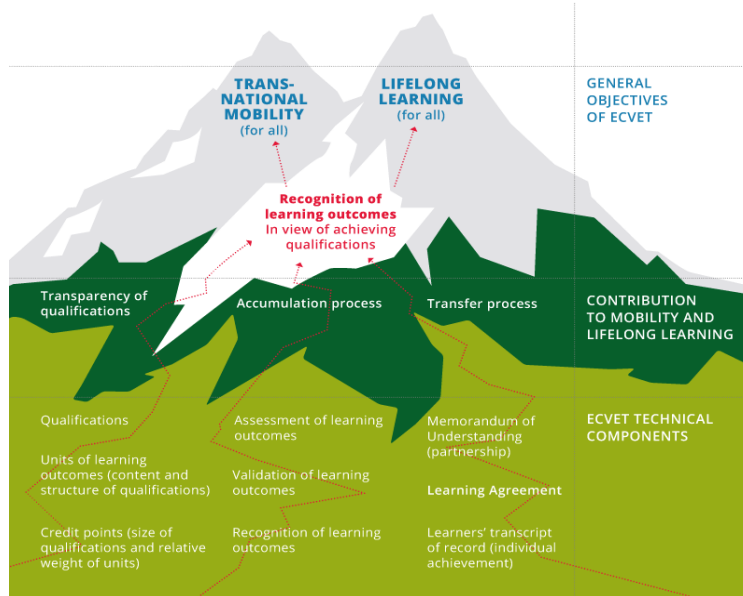 TRANS-
NATIONAL
MOBILITY
(for all)
LIFELONG
LEARNING
(for all)
GENERAL
OBJECTIVES
OF ECVET
Recognition of
learning outcomes
In view of achieving
qualifications
Transparency of
qualifications
Accumulation process
Transfer process
CONTRIBUTION
TO MOBILITY AND
LIFELONG LEARNING
Qualifications
Units of learning
outcomes (content and
structure of qualifications)
Credit points (size of
qualifications and relative
weight of units)
Assessment of learning
outcomes
Validation of learning
outcomes
Recognition of learning
outcomes
Memorandum of
Understanding
(partnership)
Learning Agreement
Learners' transcript
of record (individual
achievement)
ECVET TECHNICAL
COMPONENTS